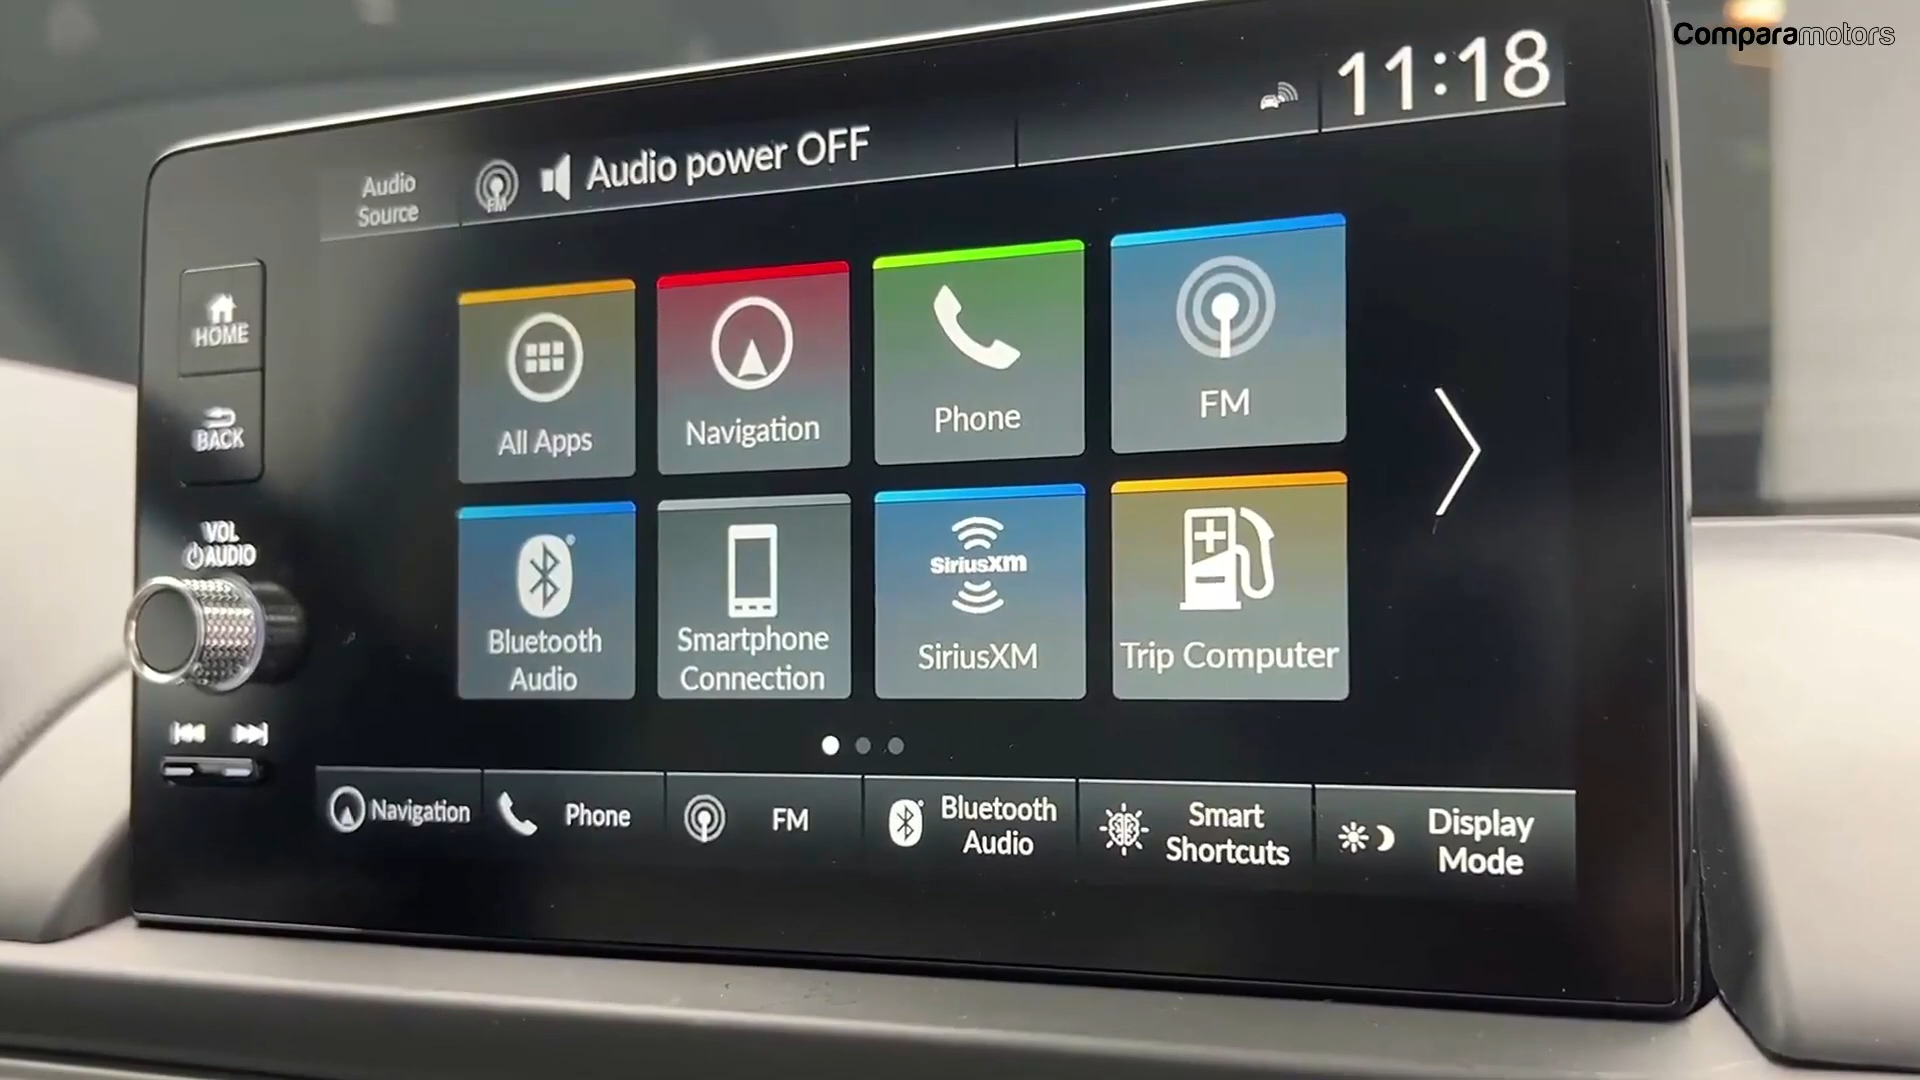 Comparamotors
11:18
Audio
Source
FM
Audio power OFF
HOME
BACK
VOL
AUDIO
All Apps
Navigation
Phone
FM
Bluetooth
Audio
Smartphone
Connection
SiriusXM
SiriusXM
Trip Computer
Navigation
Phone
FM
Bluetooth
Audio
Smart
Shortcuts
Display
Mode